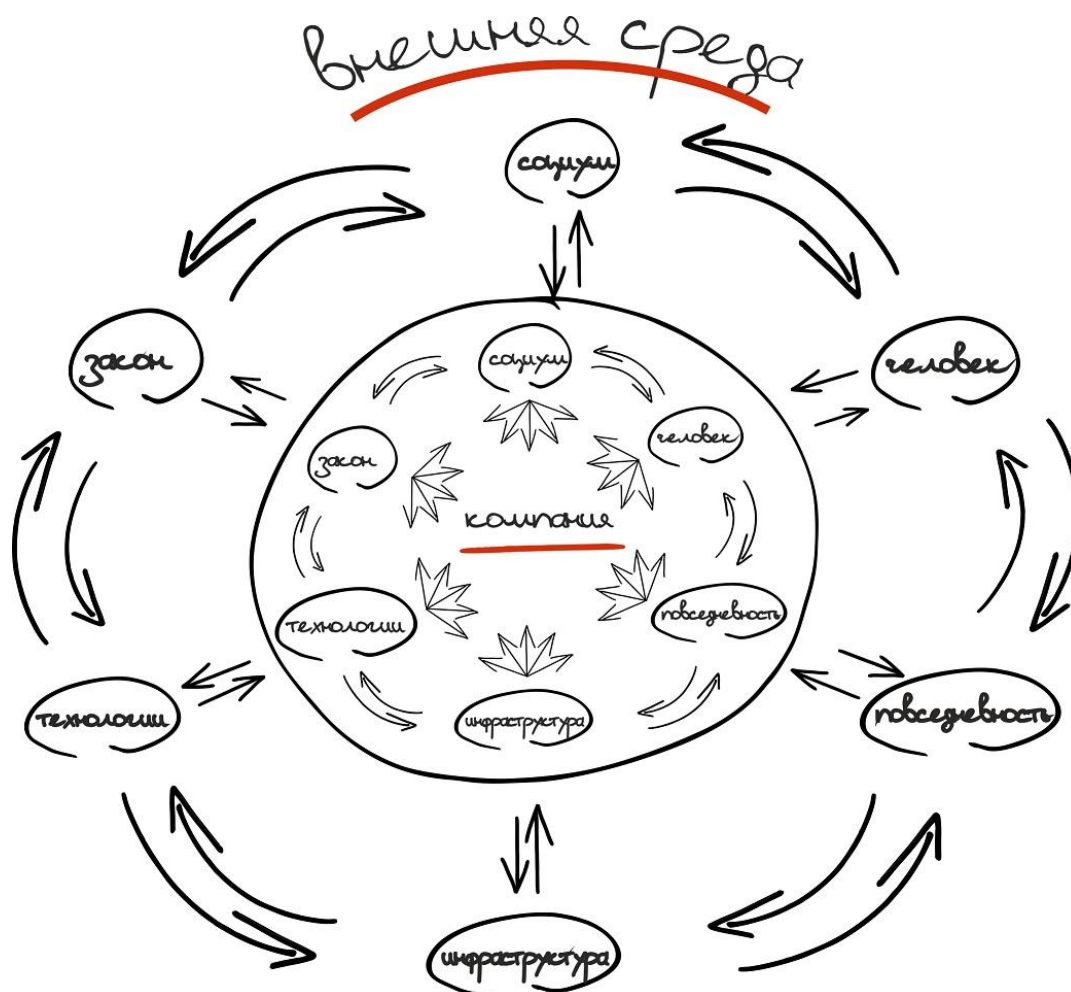 внешняя среда
социум
закон
человек
социум
закон
человек
компания
технологии
повседневность
инфраструктура
технологии
повседневность
инфраструктура